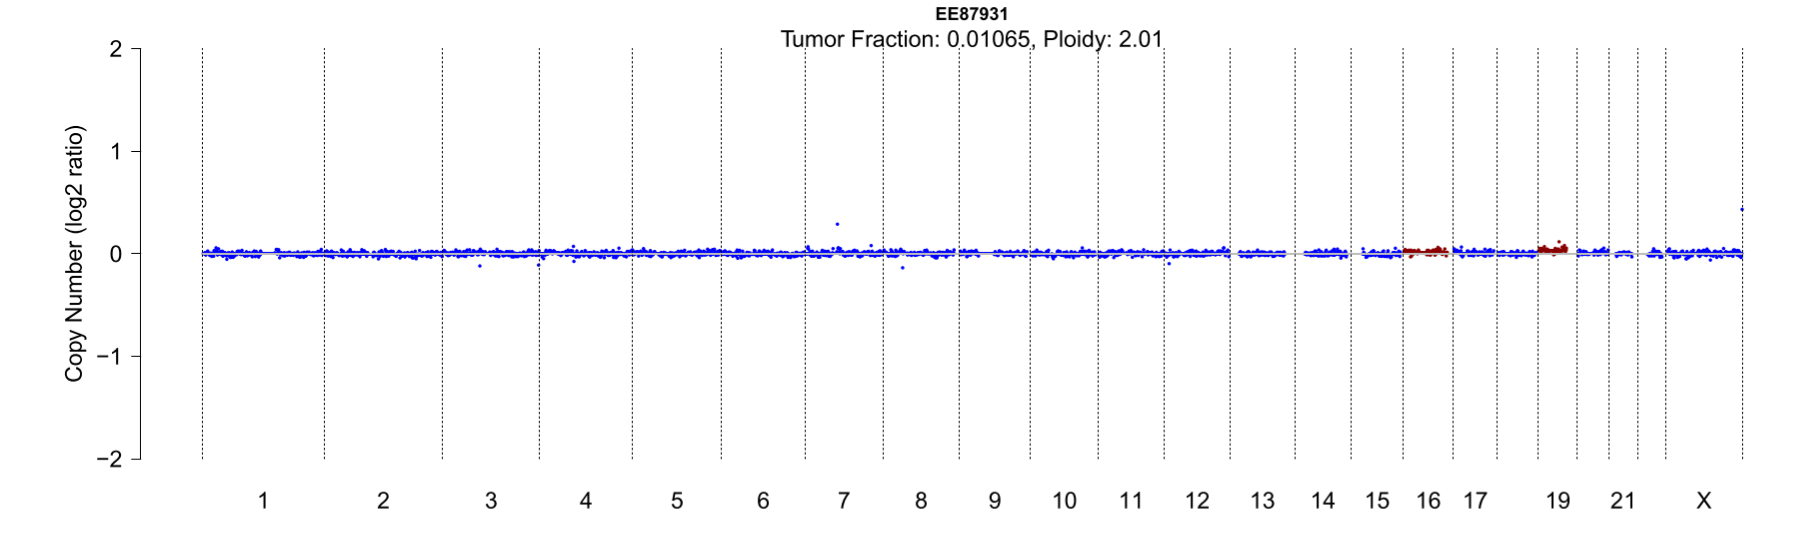 EE87931
Tumor Fraction: 0.01065, Ploidy: 2.01
Copy Number (log2 ratio)
2
1
0
−1
−2
1 2 3 4 5 6 7 8 9 10 11 12 13 14 15 16 17 19 21 X